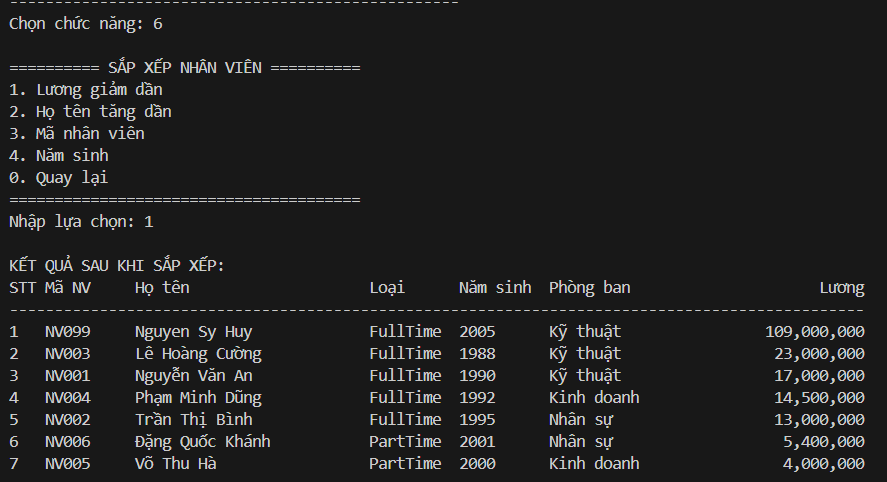 --------------------------------------------------
Chọn chức năng: 6
========== SẮP XẾP NHÂN VIÊN ==========
1. Lương giảm dần
2. Họ tên tăng dần
3. Mã nhân viên
4. Năm sinh
0. Quay lại
=======================================
Nhập lựa chọn: 1
KẾT QUẢ SAU KHI SẮP XẾP:
STT Mã NV     Họ tên                    Loại      Năm sinh  Phòng ban                     Lương
-----------------------------------------------------------------------------------------------
1   NV099     Nguyen Sy Huy             FullTime  2005      Kỹ thuật                109,000,000
2   NV003     Lê Hoàng Cường            FullTime  1988      Kỹ thuật                 23,000,000
3   NV001     Nguyễn Văn An             FullTime  1990      Kỹ thuật                 17,000,000
4   NV004     Phạm Minh Dũng            FullTime  1992      Kinh doanh               14,500,000
5   NV002     Trần Thị Bình             FullTime  1995      Nhân sự                  13,000,000
6   NV006     Đặng Quốc Khánh           PartTime  2001      Nhân sự                   5,400,000
7   NV005     Võ Thu Hà                 PartTime  2000      Kinh doanh                4,000,000